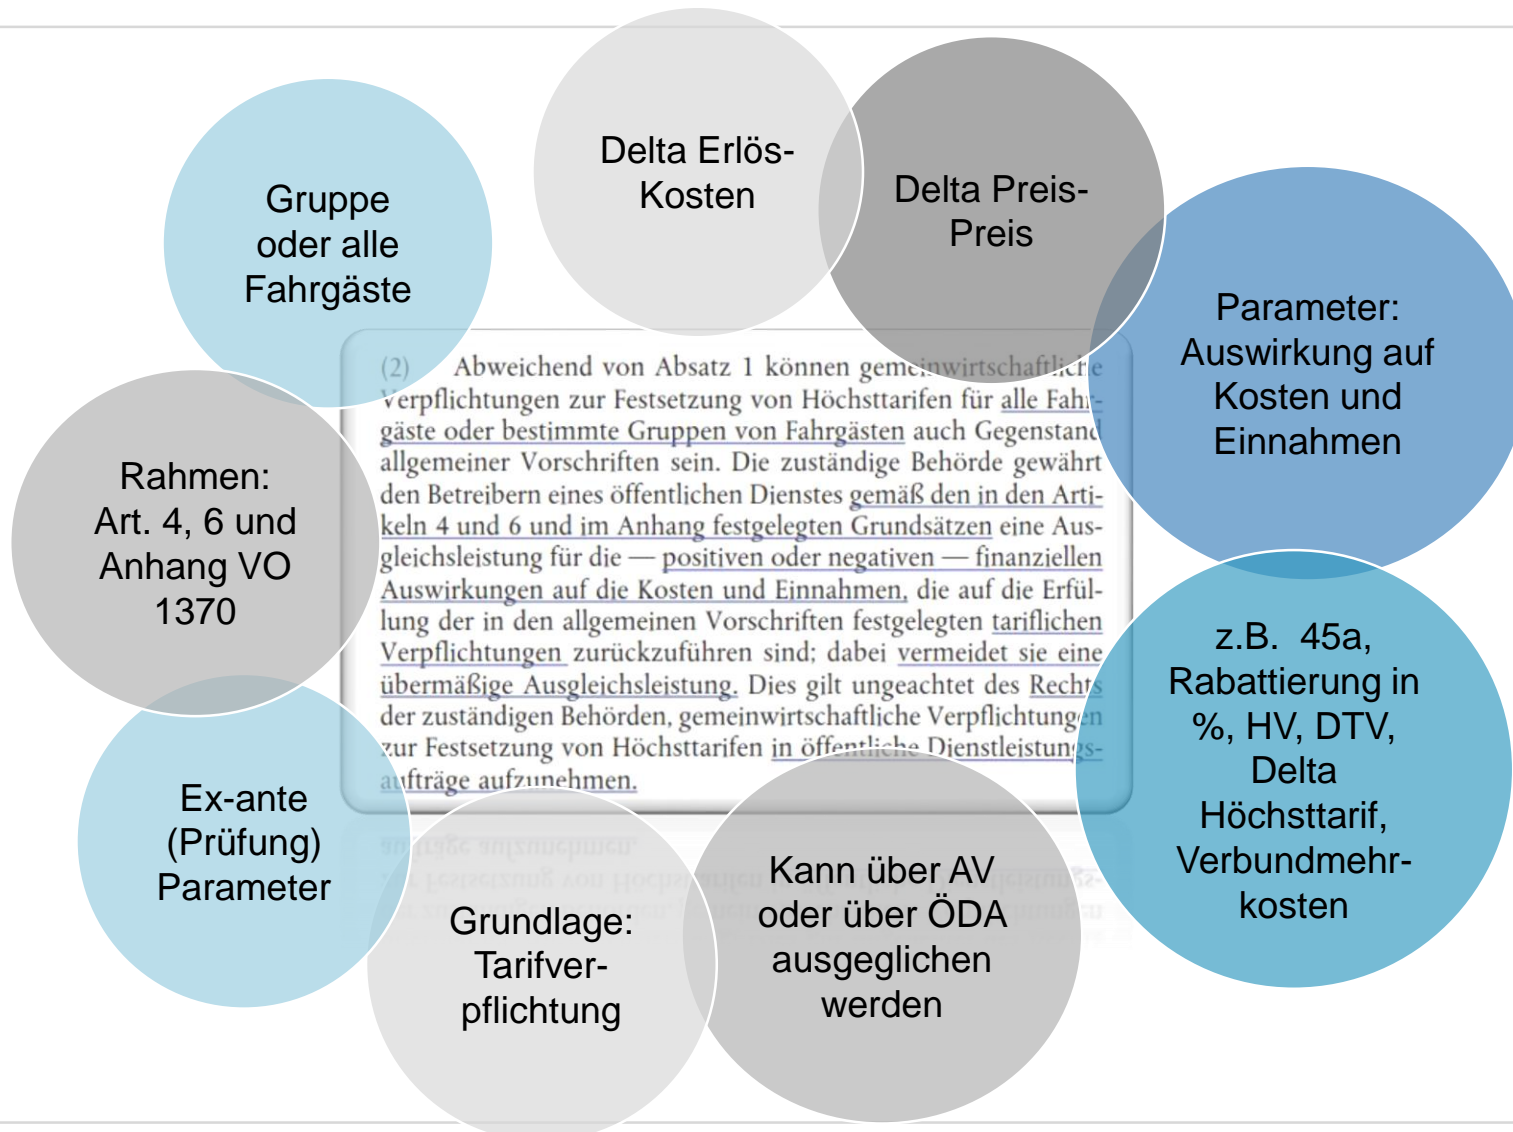 Delta Erlös-
Kosten
Delta Preis-
Preis
Gruppe
oder alle
Fahrgäste
Parameter:
Auswirkung auf
Kosten und
Einnahmen
(2) Abweichend von Absatz 1 können gemeinwirtschaftliche
Verpflichtungen zur Festsetzung von Höchsttarifen für alle Fahr-
gäste oder bestimmte Gruppen von Fahrgästen auch Gegenstand
allgemeiner Vorschriften sein. Die zuständige Behörde gewährt
den Betreibern eines öffentlichen Dienstes gemäß den in den Arti-
keln 4 und 6 und im Anhang festgelegten Grundsätzen eine Aus-
gleichsleistung für die — positiven oder negativen — finanziellen
Auswirkungen auf die Kosten und Einnahmen, die auf die Erfül-
lung der in den allgemeinen Vorschriften festgelegten tariflichen
Verpflichtungen zurückzuführen sind; dabei vermeidet sie eine
übermäßige Ausgleichsleistung. Dies gilt ungeachtet des Rechts
der zuständigen Behörden, gemeinwirtschaftliche Verpflichtungen
zur Festsetzung von Höchsttarifen in öffentliche Dienstleistungs-
aufträge aufzunehmen.
Rahmen:
Art. 4, 6 und
Anhang VO
1370
z.B. 45a,
Rabattierung in
%, HV, DTV,
Delta
Höchsttarif,
Verbundmehr-
kosten
Ex-ante
(Prüfung)
Parameter
Grundlage:
Tarifver-
pflichtung
Kann über AV
oder über ÖDA
ausgeglichen
werden